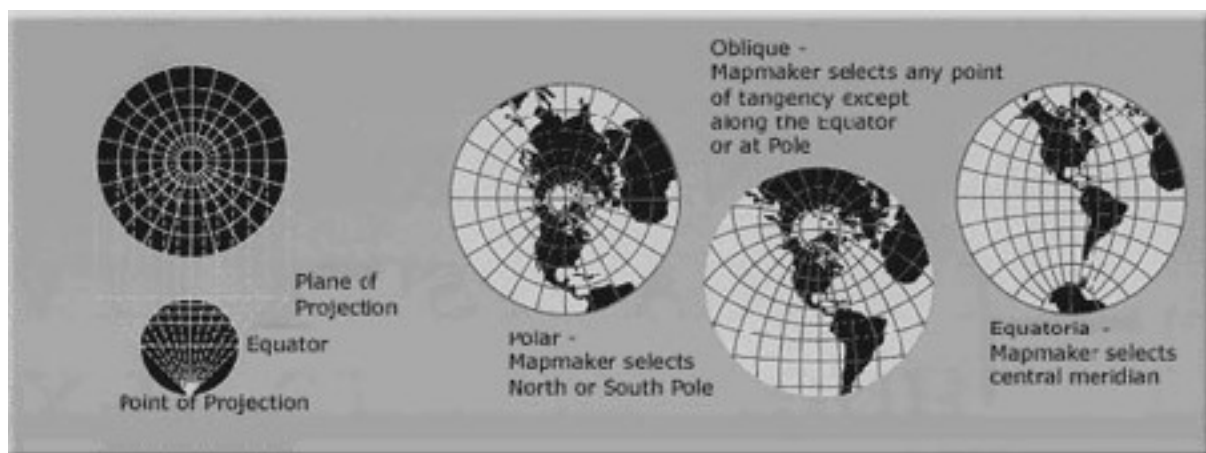 Plane of
Projection
Equator
Point of Projection
Polar -
Mapmaker selects
North or South Pole
Oblique -
Mapmaker selects any point
of tangency except
along the Equator
or at Pole
Equatoria -
Mapmaker selects
central meridian